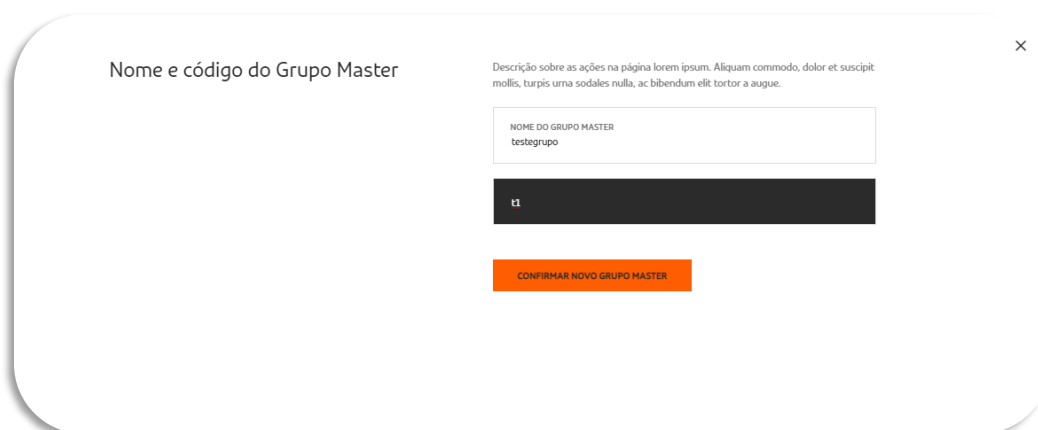 Nome e código do Grupo Master
Descrição sobre as ações na página lorem ipsum. Aliquam commodo, dolor et suscipit
mollis, turpis urna sodales nulla, ac bibendum elit tortor a augue.
NOME DO GRUPO MASTER
testegrupo
t1
CONFIRMAR NOVO GRUPO MASTER